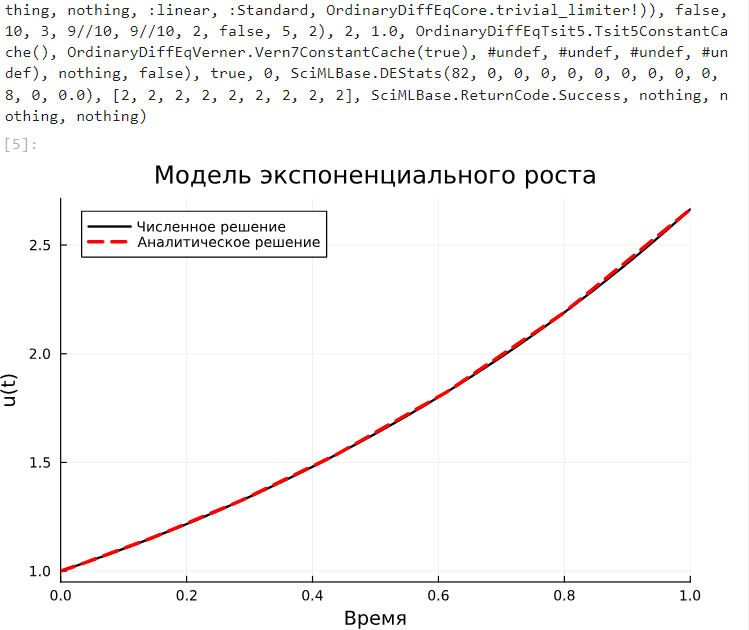 thing, nothing, :linear, :Standard, OrdinaryDiffEqCore.trivial_limiter!)), false,
10, 3, 9//10, 9//10, 2, false, 5, 2), 2, 1.0, OrdinaryDiffEqTsit5.Tsit5ConstantCa
che(), OrdinaryDiffEqVerner.Vern7ConstantCache(true), #undef, #undef, #undef, #un
def), nothing, false), true, 0, SciMLBase.DEStats(82, 0, 0, 0, 0, 0, 0, 0, 0, 0,
8, 0, 0.0), [2, 2, 2, 2, 2, 2, 2, 2, 2], SciMLBase.ReturnCode.Success, nothing, n
othing, nothing)
[5]:
Модель экспоненциального роста
Численное решение
Аналитическое решение
2.5
2.0
1.5
1.0
u(t)
0.0 0.2 0.4 0.6 0.8 1.0
Время